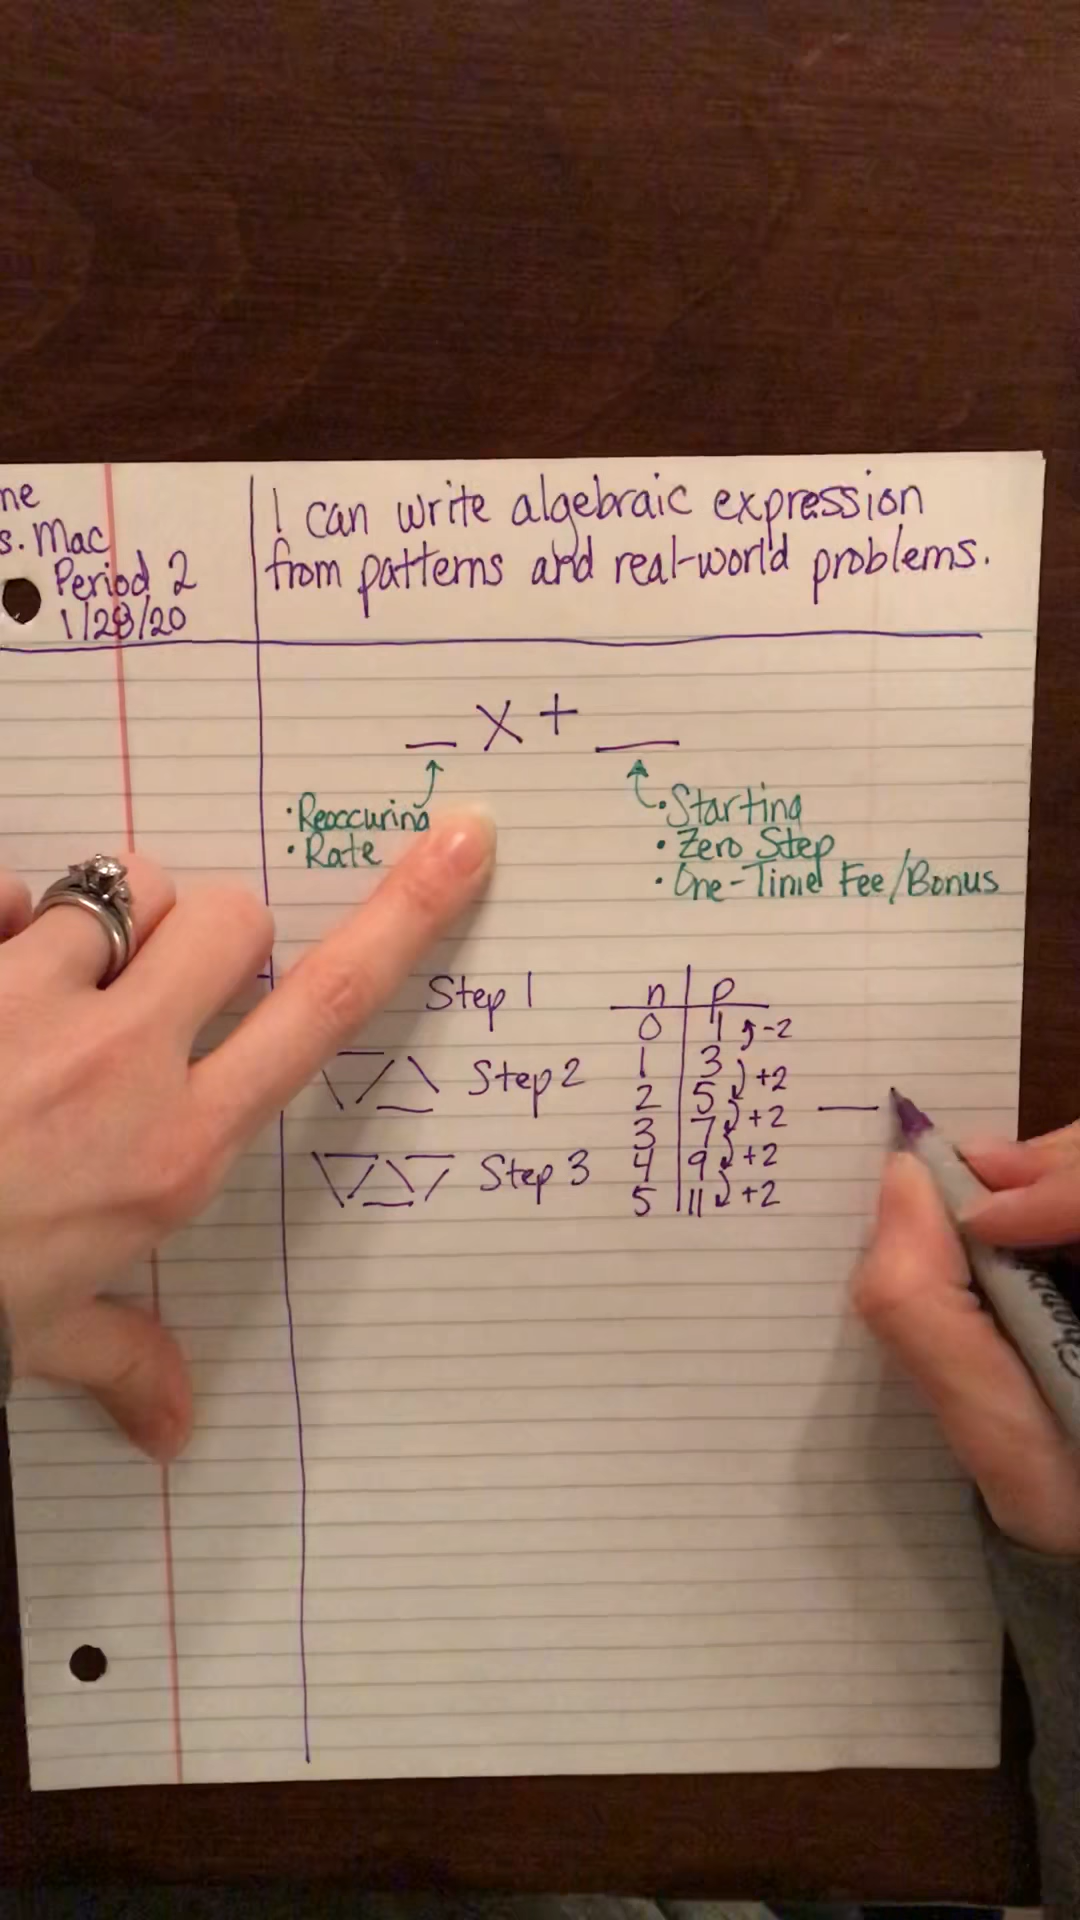 ne
s. Mac
Period 2
1/28/20
I can write algebraic expression
from patterns and real-world problems.
_ x + _
• Reoccuring
• Rate
• Starting
• Zero Step
• One-Time Fee/Bonus
Step 1
Step 2
Step 3
n | p
0 | 1 -2
1 | 3
2 | 5 +2
3 | 7 +2
4 | 9 +2
5 | 11 +2